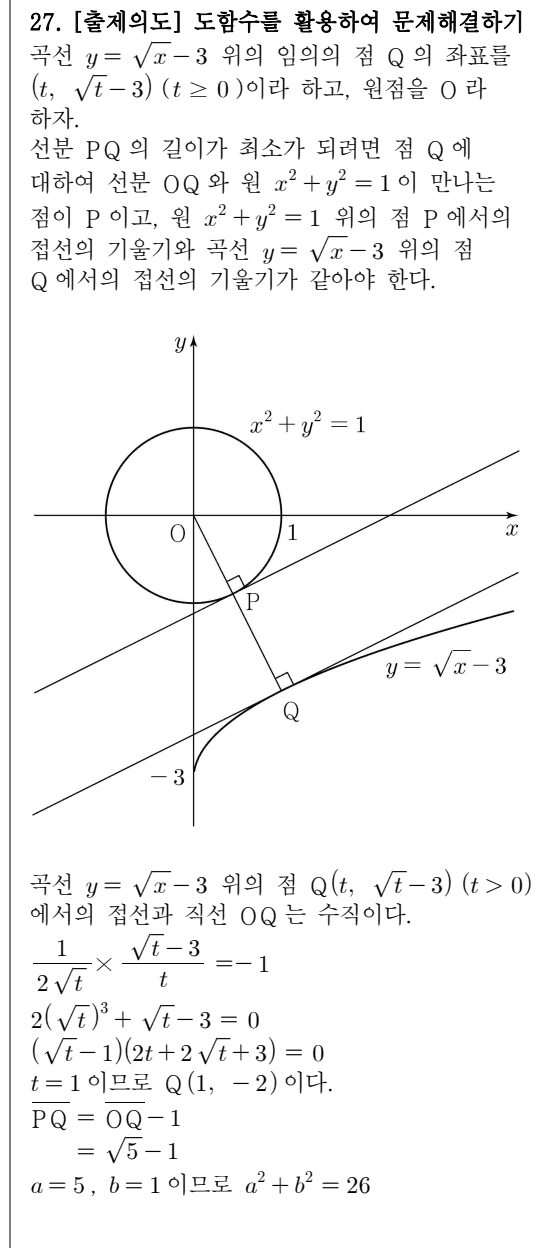 27. [출제의도] 도함수를 활용하여 문제해결하기
곡선 y = √x − 3 위의 임의의 점 Q 의 좌표를
(t, √t − 3) (t ≥ 0)이라 하고, 원점을 O 라
하자.
선분 PQ 의 길이가 최소가 되려면 점 Q 에
대하여 선분 OQ 와 원 x² + y² = 1 이 만나는
점이 P 이고, 원 x² + y² = 1 위의 점 P 에서의
접선의 기울기와 곡선 y = √x − 3 위의 점
Q 에서의 접선의 기울기가 같아야 한다.
y
x² + y² = 1
O
1
x
P
y = √x − 3
Q
−3
곡선 y = √x − 3 위의 점 Q(t, √t − 3) (t > 0)
에서의 접선과 직선 OQ 는 수직이다.
1/(2√t) × (√t − 3)/t = −1
2(√t)³ + √t − 3 = 0
(√t − 1)(2t + 2√t + 3) = 0
t = 1 이므로 Q(1, −2) 이다.
P̅Q̅ = O̅Q̅ − 1
= √5 − 1
a = 5, b = 1 이므로 a² + b² = 26